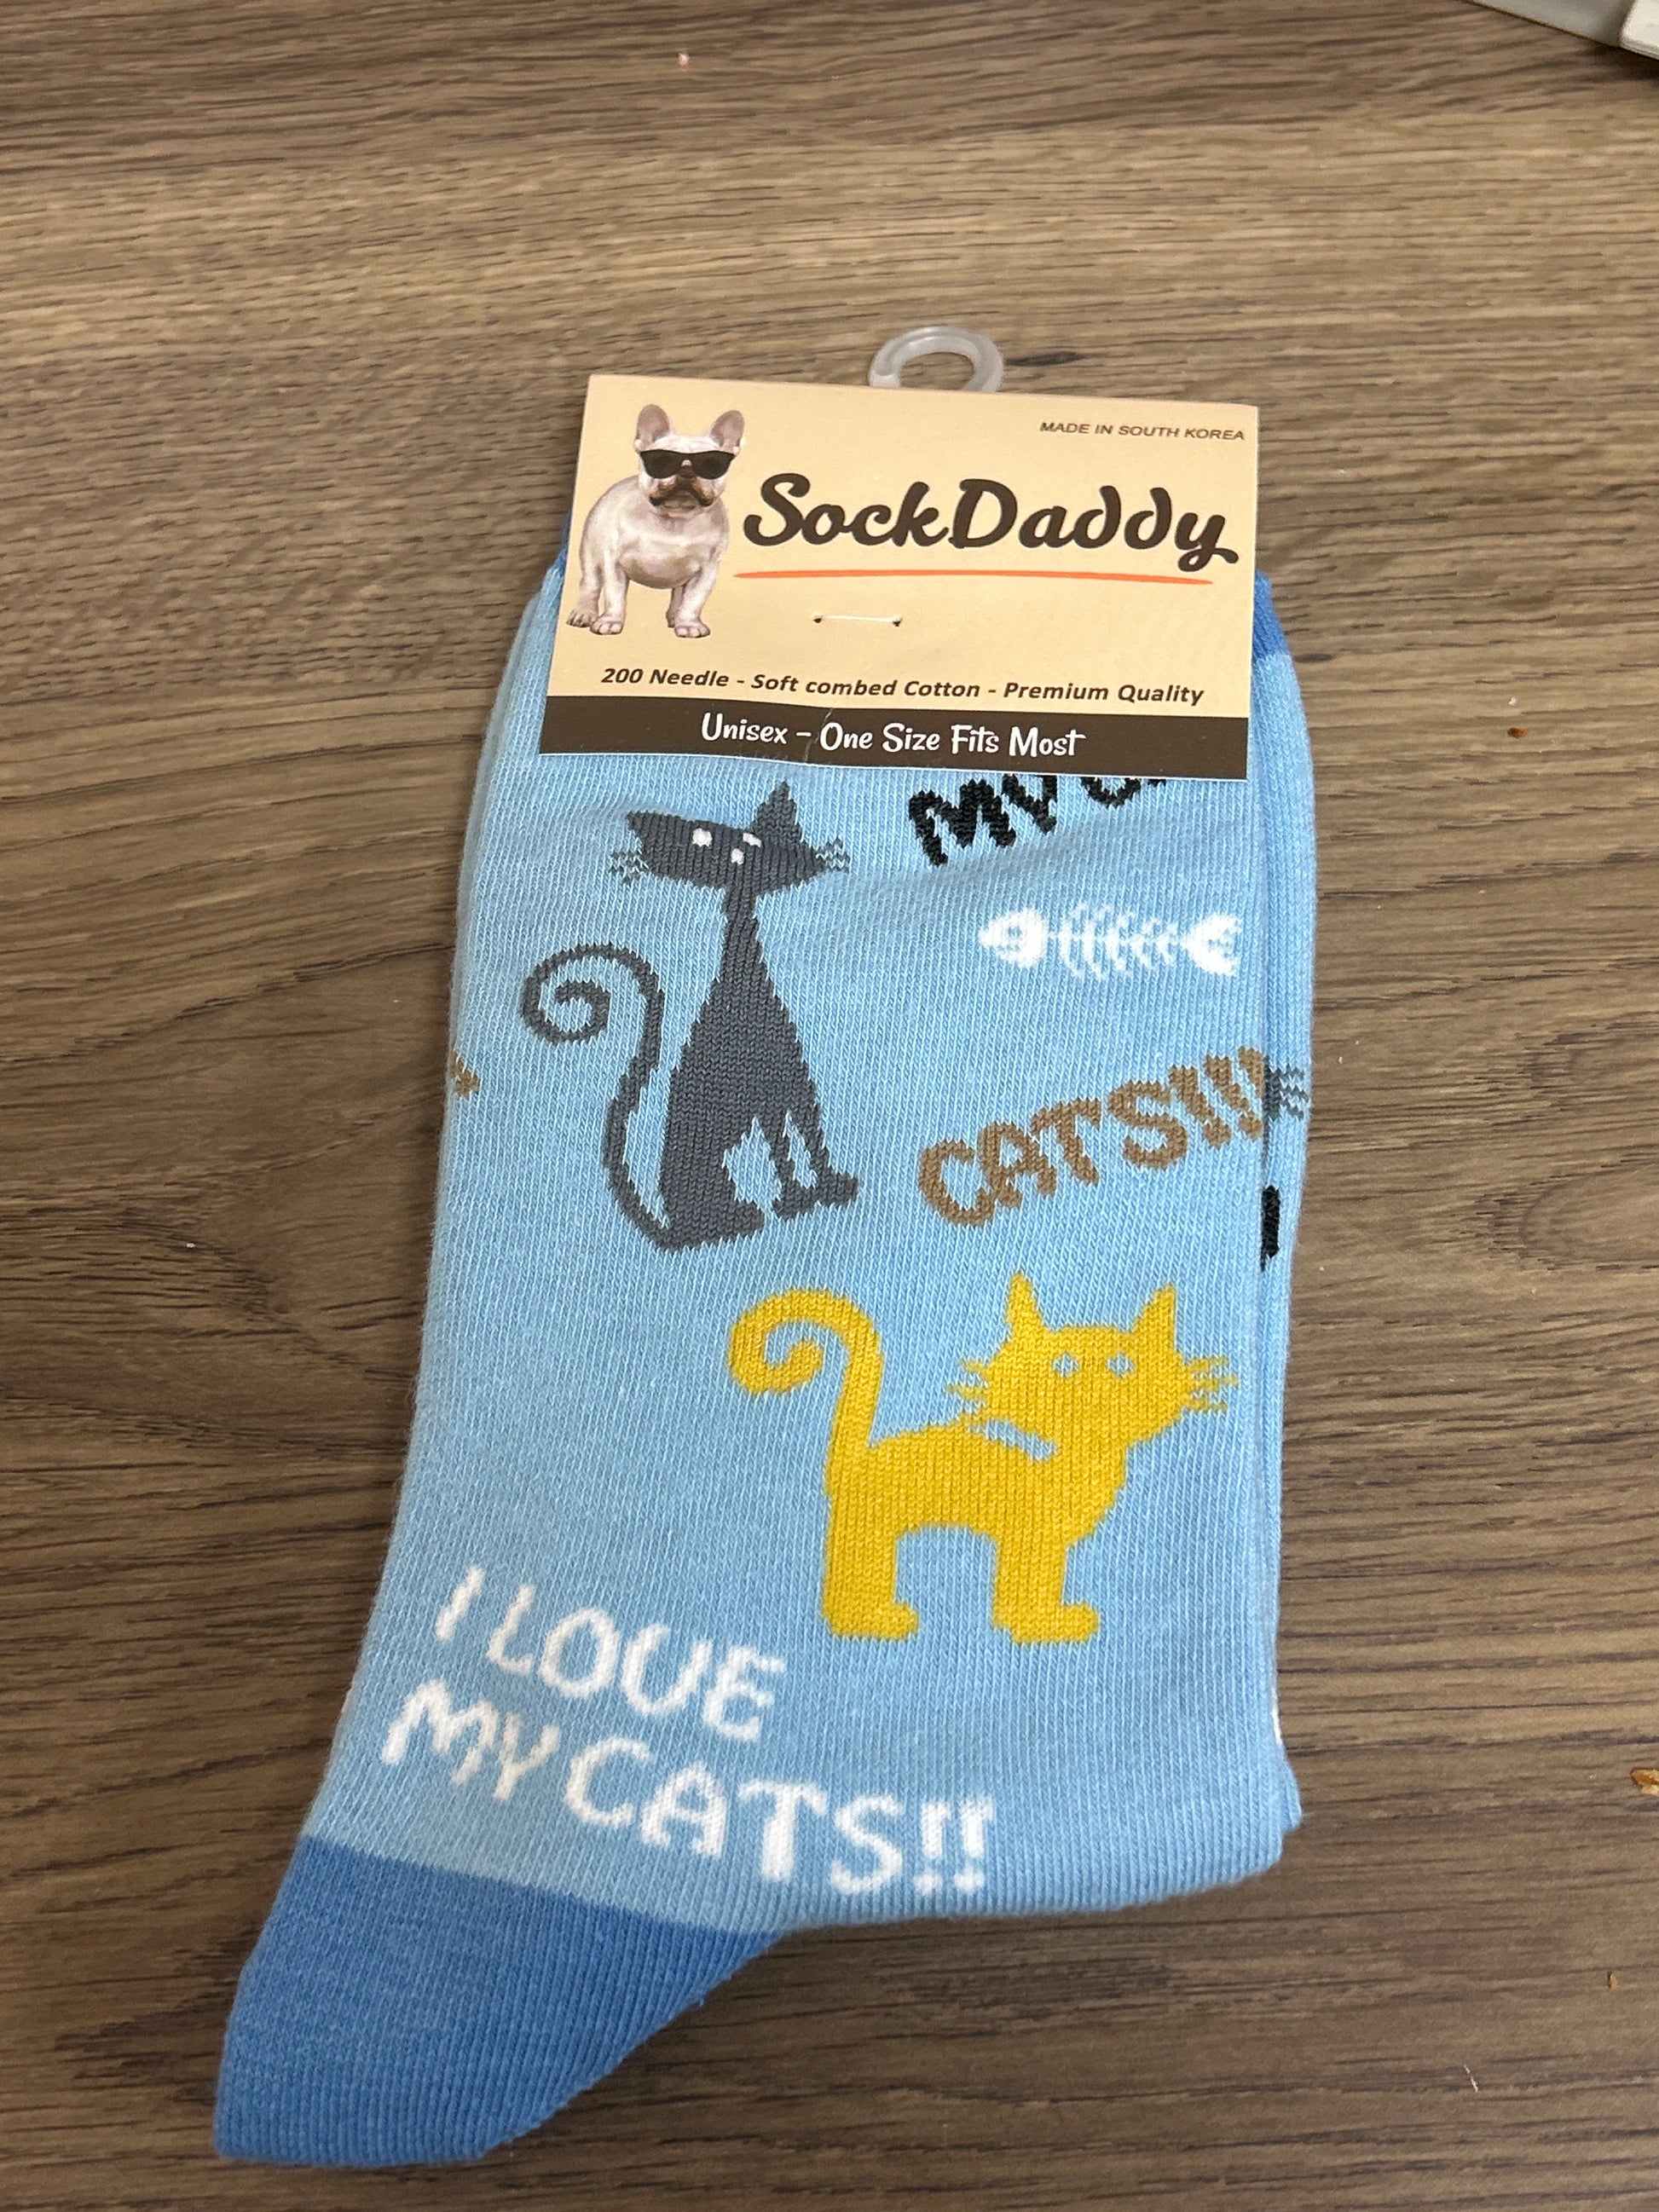 MADE IN SOUTH KOREA
SockDaddy
200 Needle - Soft combed Cotton - Premium Quality
Unisex – One Size Fits Most
MY
CATS!!!
I LOVE
MY CATS!!